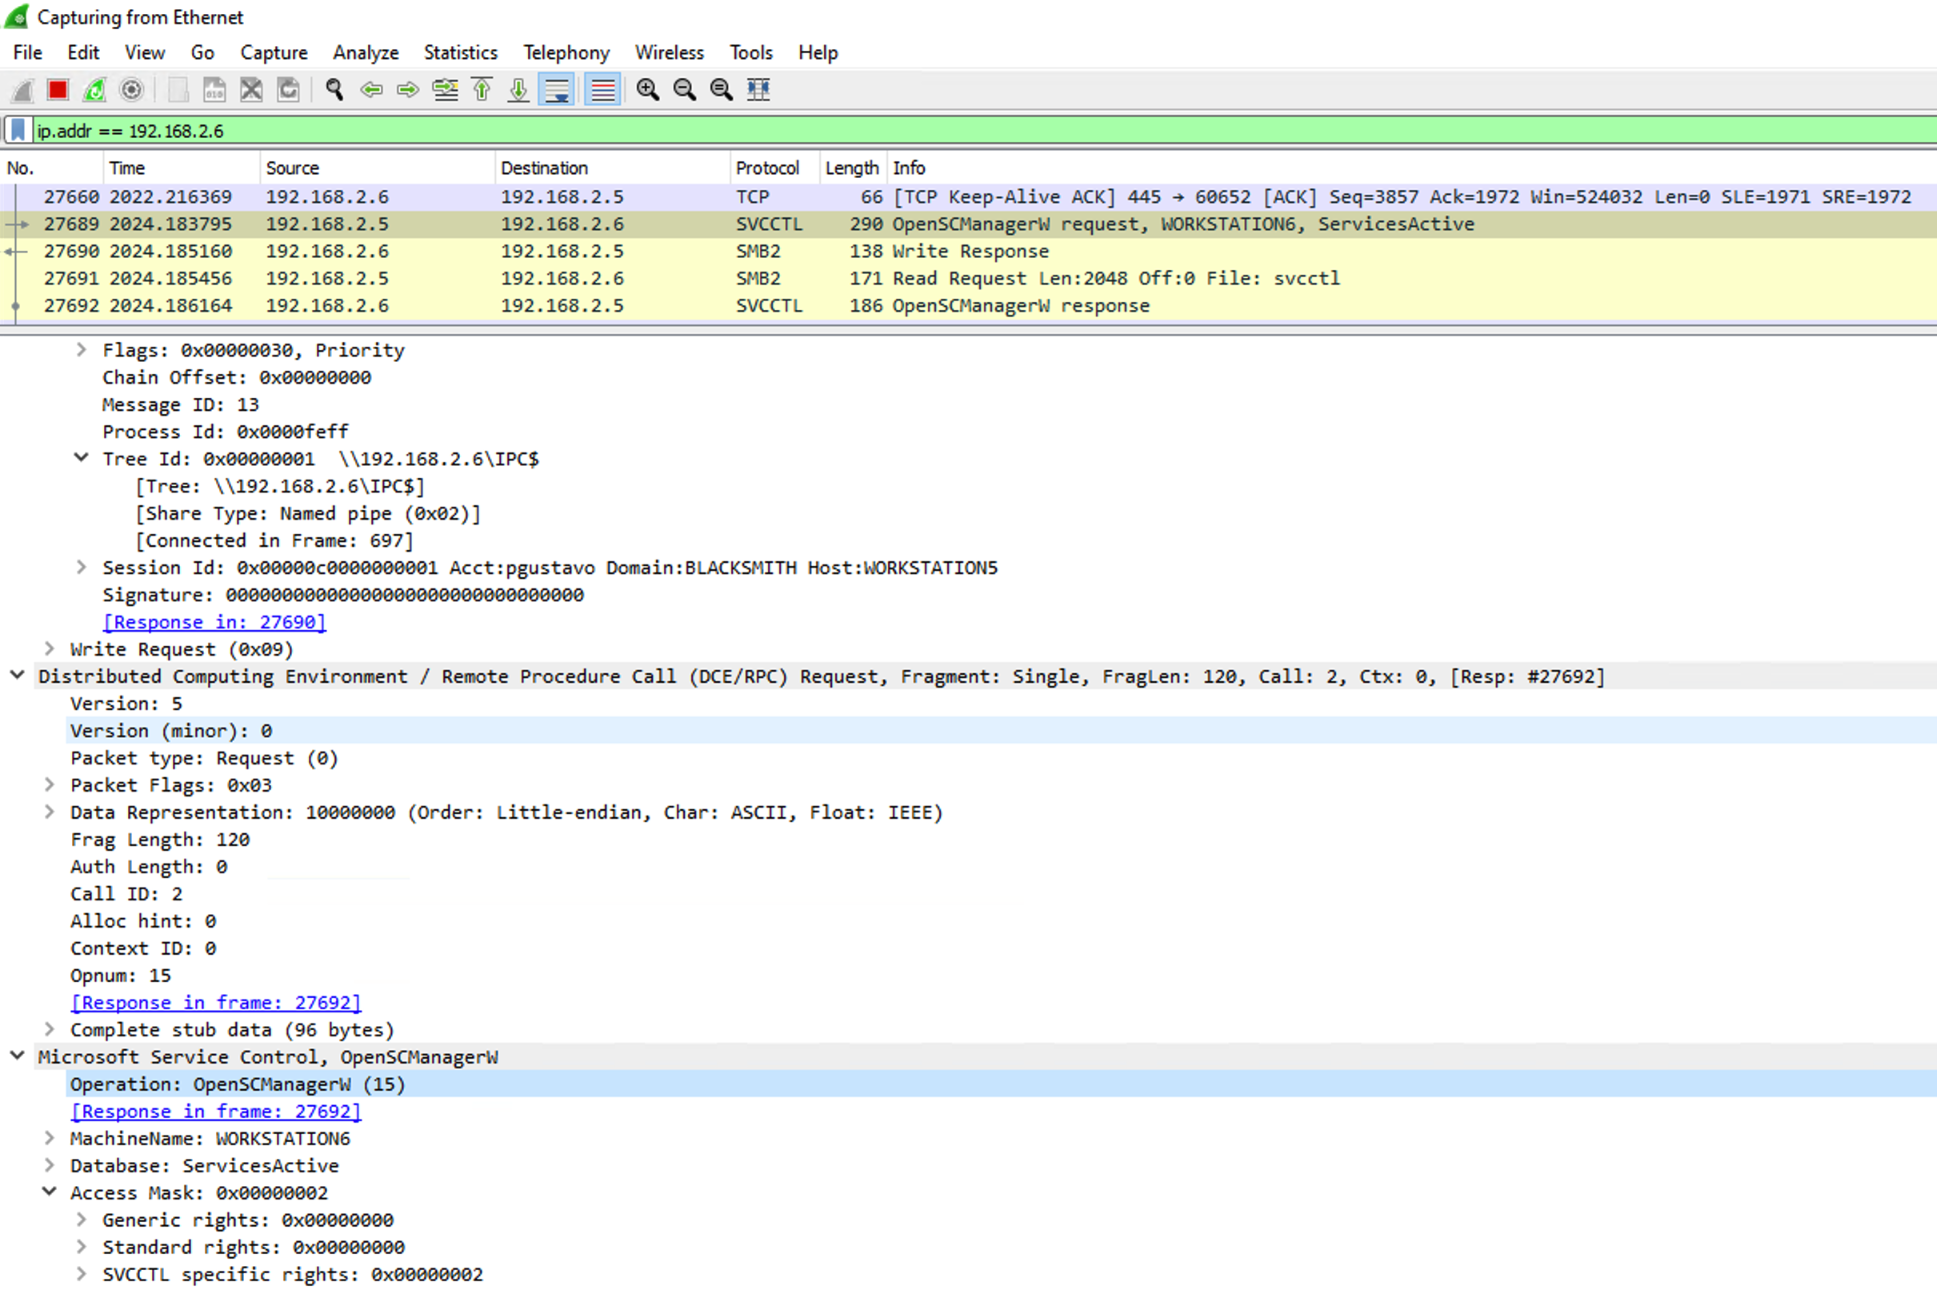 Capturing from Ethernet
File Edit View Go Capture Analyze Statistics Telephony Wireless Tools Help
ip.addr == 192.168.2.6
No. Time Source Destination Protocol Length Info
27660 2022.216369 192.168.2.6 192.168.2.5 TCP 66 [TCP Keep-Alive ACK] 445 → 60652 [ACK] Seq=3857 Ack=1972 Win=524032 Len=0 SLE=1971 SRE=1972
27689 2024.183795 192.168.2.5 192.168.2.6 SVCCTL 290 OpenSCManagerW request, WORKSTATION6, ServicesActive
27690 2024.185160 192.168.2.6 192.168.2.5 SMB2 138 Write Response
27691 2024.185456 192.168.2.5 192.168.2.6 SMB2 171 Read Request Len:2048 Off:0 File: svcctl
27692 2024.186164 192.168.2.6 192.168.2.5 SVCCTL 186 OpenSCManagerW response
Flags: 0x00000030, Priority
Chain Offset: 0x00000000
Message ID: 13
Process Id: 0x0000feff
Tree Id: 0x00000001 \\192.168.2.6\IPC$
[Tree: \\192.168.2.6\IPC$]
[Share Type: Named pipe (0x02)]
[Connected in Frame: 697]
Session Id: 0x00000c0000000001 Acct:pgustavo Domain:BLACKSMITH Host:WORKSTATION5
Signature: 00000000000000000000000000000000
[Response in: 27690]
Write Request (0x09)
Distributed Computing Environment / Remote Procedure Call (DCE/RPC) Request, Fragment: Single, FragLen: 120, Call: 2, Ctx: 0, [Resp: #27692]
Version: 5
Version (minor): 0
Packet type: Request (0)
Packet Flags: 0x03
Data Representation: 10000000 (Order: Little-endian, Char: ASCII, Float: IEEE)
Frag Length: 120
Auth Length: 0
Call ID: 2
Alloc hint: 0
Context ID: 0
Opnum: 15
[Response in frame: 27692]
Complete stub data (96 bytes)
Microsoft Service Control, OpenSCManagerW
Operation: OpenSCManagerW (15)
[Response in frame: 27692]
MachineName: WORKSTATION6
Database: ServicesActive
Access Mask: 0x00000002
Generic rights: 0x00000000
Standard rights: 0x00000000
SVCCTL specific rights: 0x00000002